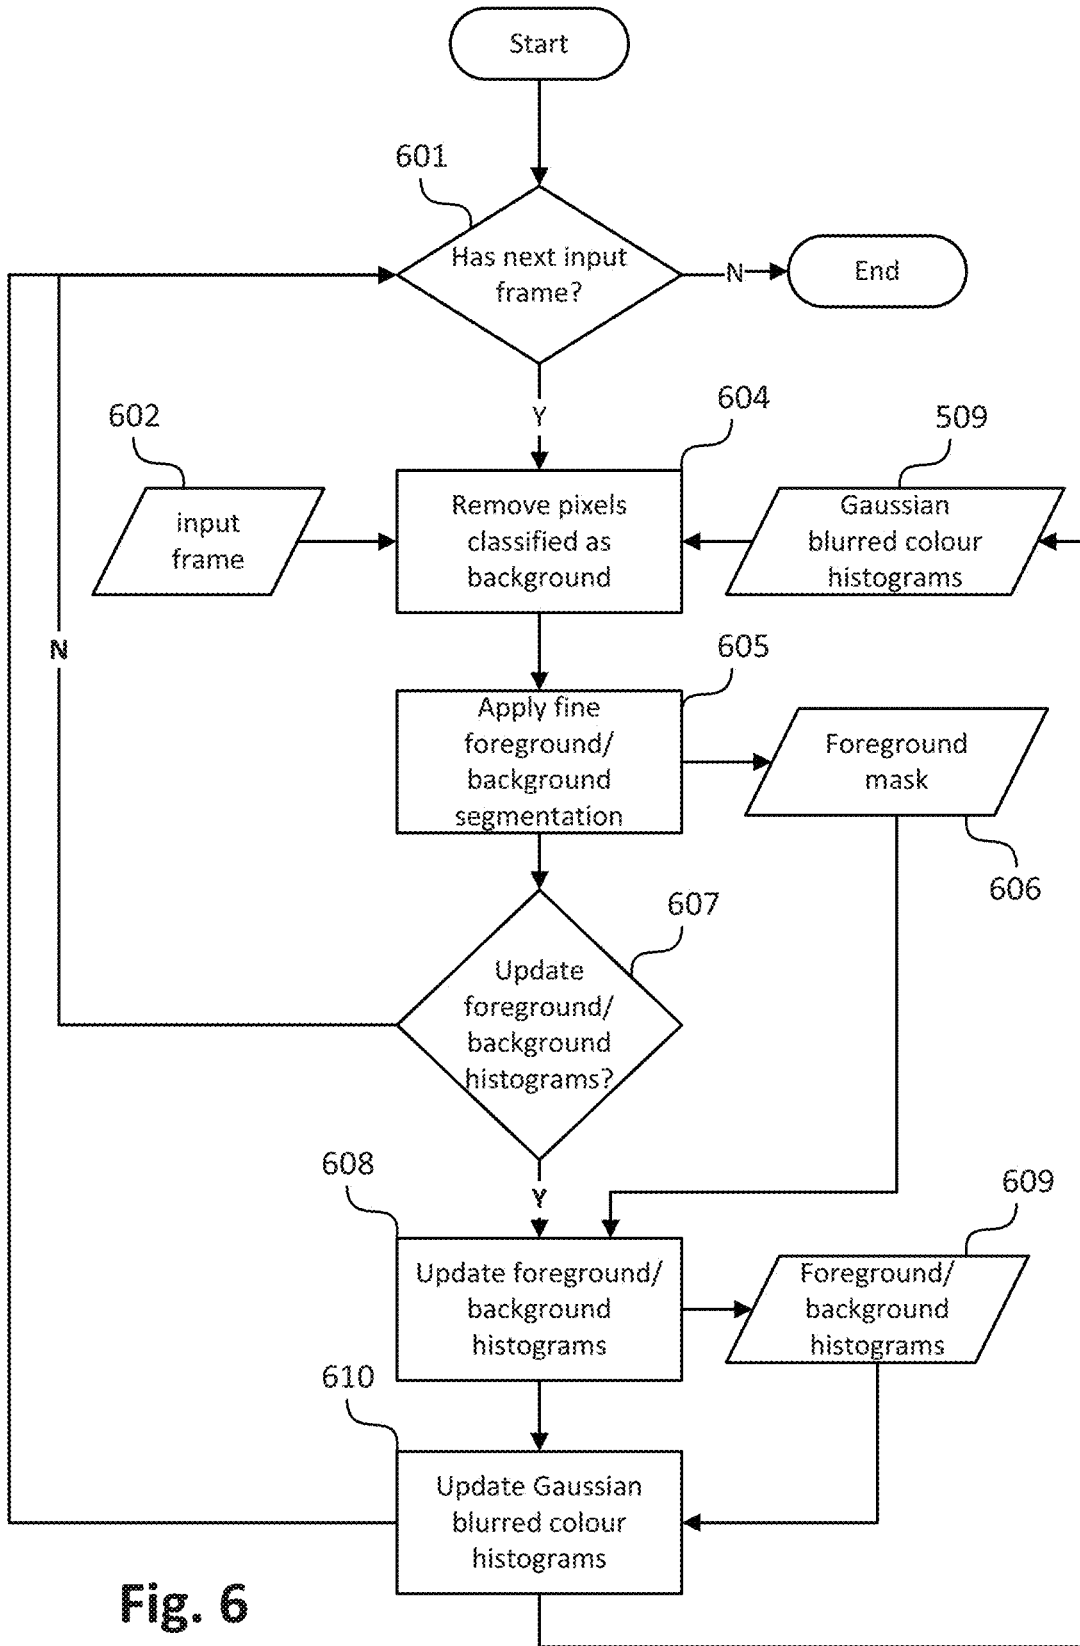 Start
601
Has next input
frame?
N
End
Y
602
604
509
input
frame
Remove pixels
classified as
background
Gaussian
blurred colour
histograms
N
605
Apply fine
foreground/
background
segmentation
Foreground
mask
606
607
Update
foreground/
background
histograms?
Y
608
609
Update foreground/
background
histograms
Foreground/
background
histograms
610
Update Gaussian
blurred colour
histograms
Fig. 6